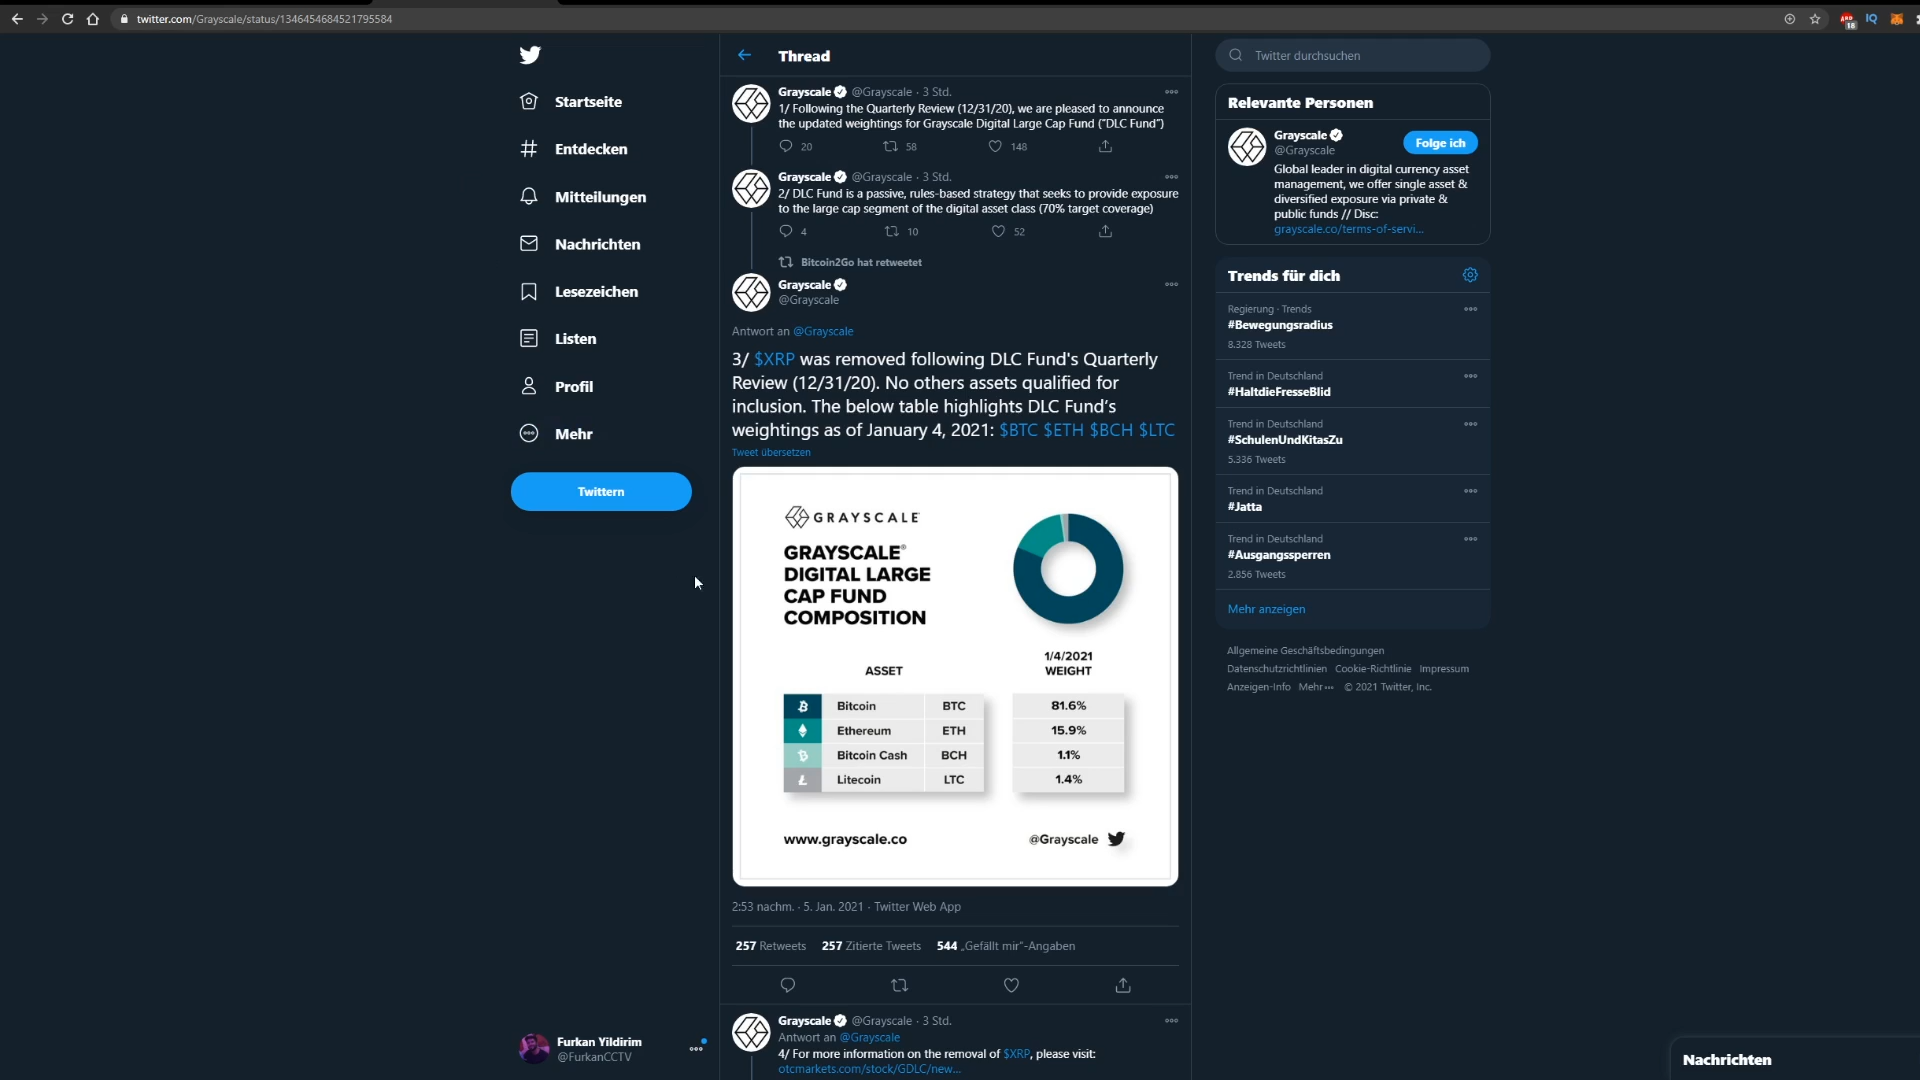 twitter.com/Grayscale/status/1346454684521795584
18
IQ
Startseite
Entdecken
Mitteilungen
Nachrichten
Lesezeichen
Listen
Profil
Mehr
Twittern
Furkan Yildirim
@FurkanCCTV
Thread
Grayscale @Grayscale · 3 Std.
1/ Following the Quarterly Review (12/31/20), we are pleased to announce
the updated weightings for Grayscale Digital Large Cap Fund ("DLC Fund")
20 58 148
Grayscale @Grayscale · 3 Std.
2/ DLC Fund is a passive, rules-based strategy that seeks to provide exposure
to the large cap segment of the digital asset class (70% target coverage)
4 10 52
Bitcoin2Go hat retweetet
Grayscale
@Grayscale
Antwort an @Grayscale
3/ $XRP was removed following DLC Fund's Quarterly
Review (12/31/20). No others assets qualified for
inclusion. The below table highlights DLC Fund's
weightings as of January 4, 2021: $BTC $ETH $BCH $LTC
Tweet übersetzen
GRAYSCALE
GRAYSCALE®
DIGITAL LARGE
CAP FUND
COMPOSITION
ASSET
1/4/2021
WEIGHT
Bitcoin BTC 81.6%
Ethereum ETH 15.9%
Bitcoin Cash BCH 1.1%
Litecoin LTC 1.4%
www.grayscale.co @Grayscale
2:53 nachm. · 5. Jan. 2021 · Twitter Web App
257 Retweets 257 Zitierte Tweets 544 „Gefällt mir"-Angaben
Grayscale @Grayscale · 3 Std.
Antwort an @Grayscale
4/ For more information on the removal of $XRP, please visit:
otcmarkets.com/stock/GDLC/new...
Twitter durchsuchen
Relevante Personen
Grayscale
@Grayscale
Folge ich
Global leader in digital currency asset
management, we offer single asset &
diversified exposure via private &
public funds // Disc:
grayscale.co/terms-of-servi...
Trends für dich
Regierung · Trends
#Bewegungsradius
8.328 Tweets
Trend in Deutschland
#HaltdieFresseBlid
Trend in Deutschland
#SchulenUndKitasZu
5.336 Tweets
Trend in Deutschland
#Jatta
Trend in Deutschland
#Ausgangssperren
2.856 Tweets
Mehr anzeigen
Allgemeine Geschäftsbedingungen
Datenschutzrichtlinien Cookie-Richtlinie Impressum
Anzeigen-Info Mehr··· © 2021 Twitter, Inc.
Nachrichten